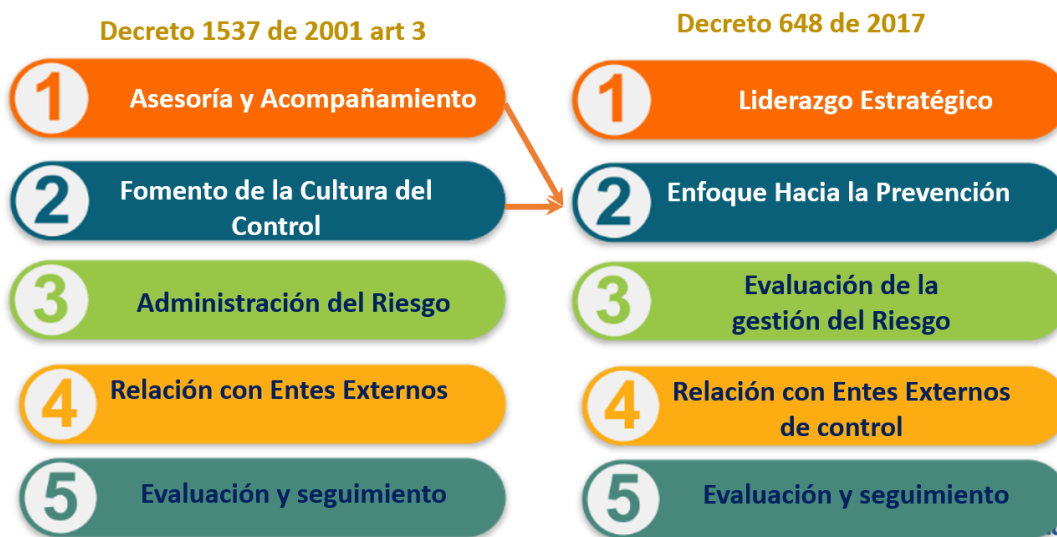 Decreto 1537 de 2001 art 3
1 Asesoría y Acompañamiento
2 Fomento de la Cultura del
Control
3 Administración del Riesgo
4 Relación con Entes Externos
5 Evaluación y seguimiento
Decreto 648 de 2017
1 Liderazgo Estratégico
2 Enfoque Hacia la Prevención
3 Evaluación de la
gestión del Riesgo
4 Relación con Entes Externos
de control
5 Evaluación y seguimiento